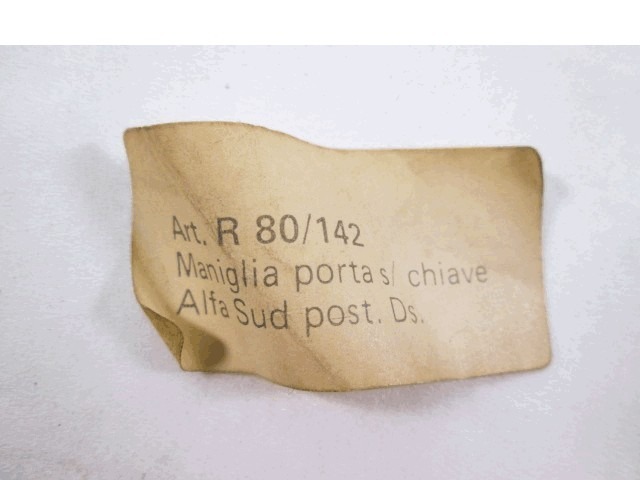 Art. R 80/142
Maniglia porta s/ chiave
Alfa Sud post. Ds.